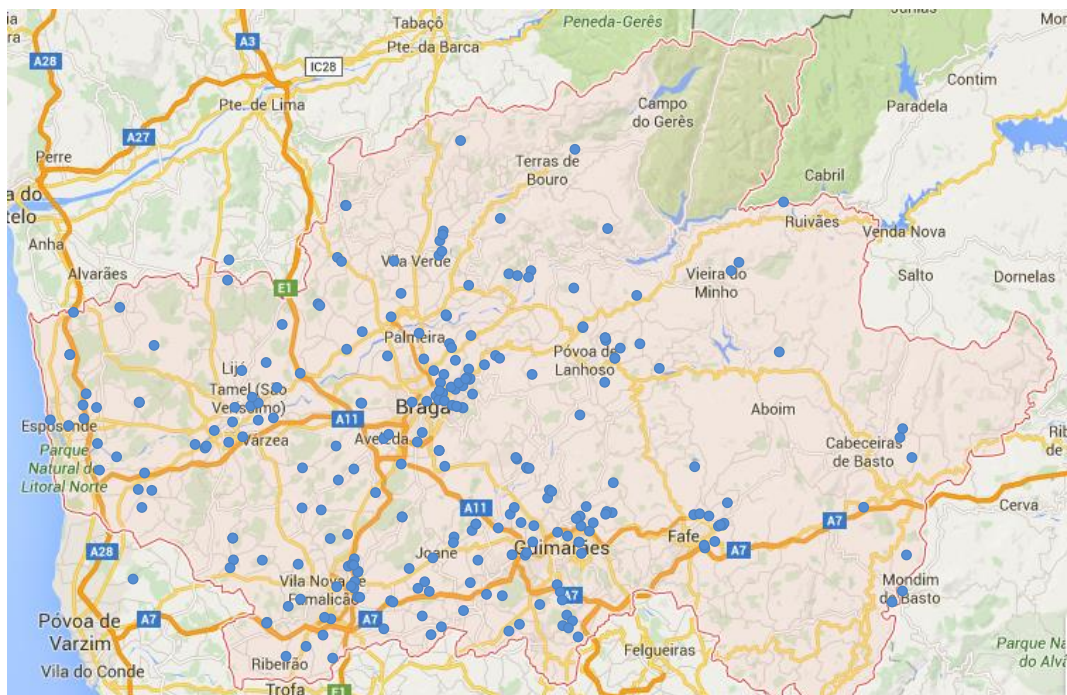 Tabaçô
Peneda-Gerês
A3
Pte. da Barca
A28
IC28
Contim
Campo
do Gerês
Paradela
Pte. de Lima
A27
Perre
Terras de
Bouro
Cabril
Ruivães
Venda Nova
Anha
Alvarães
Vila Verde
Vieira do
Minho
Salto
Dornelas
E1
Palmeira
Póvoa de
Lanhoso
Lijó
Tamel (São
Veríssimo)
Braga
A11
Aboim
Esposende
Várzea
Aveleda
Cabeceiras
de Basto
Parque
Natural do
Litoral Norte
Cerva
A11
A7
Fafe
A28
Joane
Guimarães
A7
Vila Nova de
Famalicão
Mondim
de Basto
A7
Póvoa de
Varzim
A7
A7
Felgueiras
Ribeirão
Vila do Conde
Trofa
E1